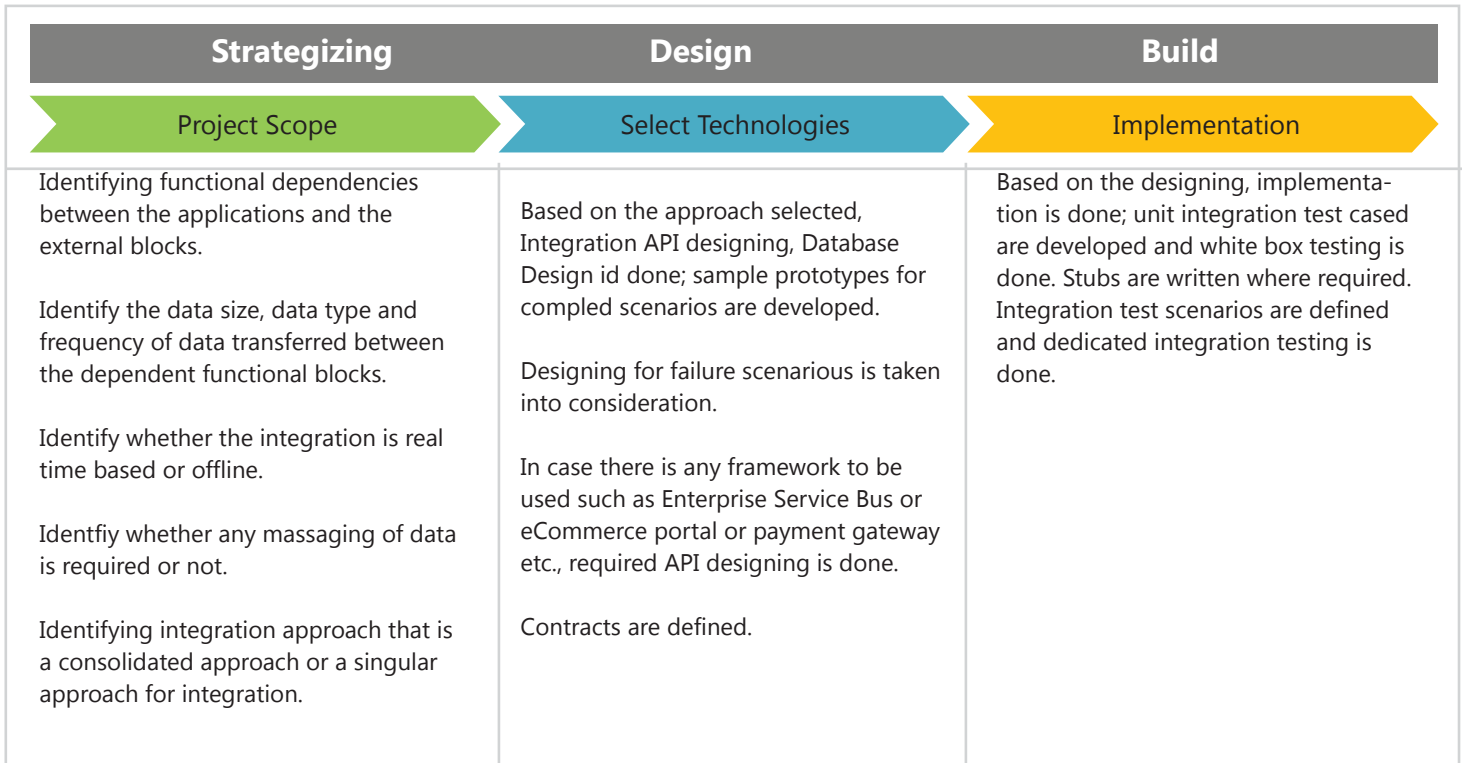 Strategizing
Design
Build
Project Scope
Select Technologies
Implementation
Identifying functional dependencies
between the applications and the
external blocks.
Identify the data size, data type and
frequency of data transferred between
the dependent functional blocks.
Identify whether the integration is real
time based or offline.
Identfiy whether any massaging of data
is required or not.
Identifying integration approach that is
a consolidated approach or a singular
approach for integration.
Based on the approach selected,
Integration API designing, Database
Design id done; sample prototypes for
compled scenarios are developed.
Designing for failure scenarious is taken
into consideration.
In case there is any framework to be
used such as Enterprise Service Bus or
eCommerce portal or payment gateway
etc., required API designing is done.
Contracts are defined.
Based on the designing, implementa-
tion is done; unit integration test cased
are developed and white box testing is
done. Stubs are written where required.
Integration test scenarios are defined
and dedicated integration testing is
done.